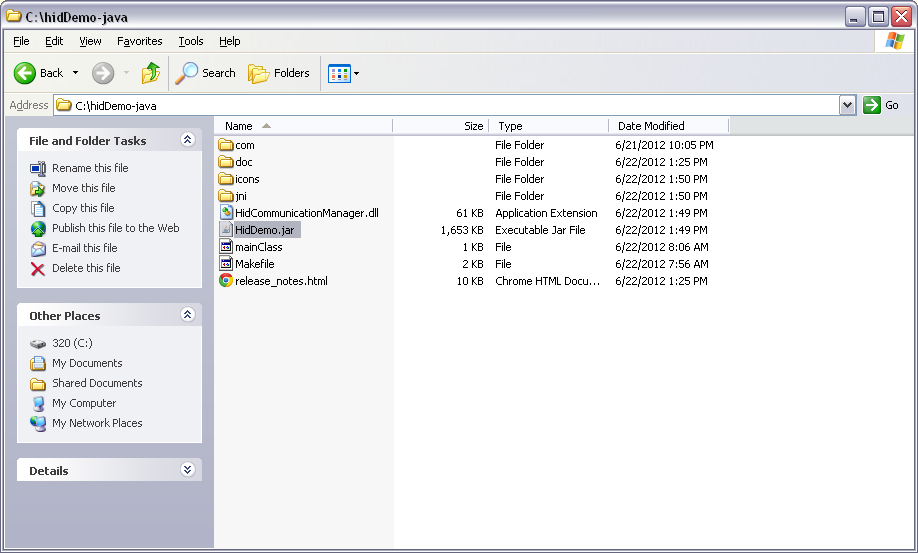 C:\hidDemo-java
File Edit View Favorites Tools Help
Back Search Folders
Address C:\hidDemo-java Go
File and Folder Tasks
Rename this file
Move this file
Copy this file
Publish this file to the Web
E-mail this file
Delete this file
Other Places
320 (C:)
My Documents
Shared Documents
My Computer
My Network Places
Details
Name Size Type Date Modified
com File Folder 6/21/2012 10:05 PM
doc File Folder 6/22/2012 1:25 PM
icons File Folder 6/22/2012 1:50 PM
jni File Folder 6/22/2012 1:50 PM
HidCommunicationManager.dll 61 KB Application Extension 6/22/2012 1:49 PM
HidDemo.jar 1,653 KB Executable Jar File 6/22/2012 1:49 PM
mainClass 1 KB File 6/22/2012 8:06 AM
Makefile 2 KB File 6/22/2012 7:56 AM
release_notes.html 10 KB Chrome HTML Docu... 6/22/2012 1:25 PM